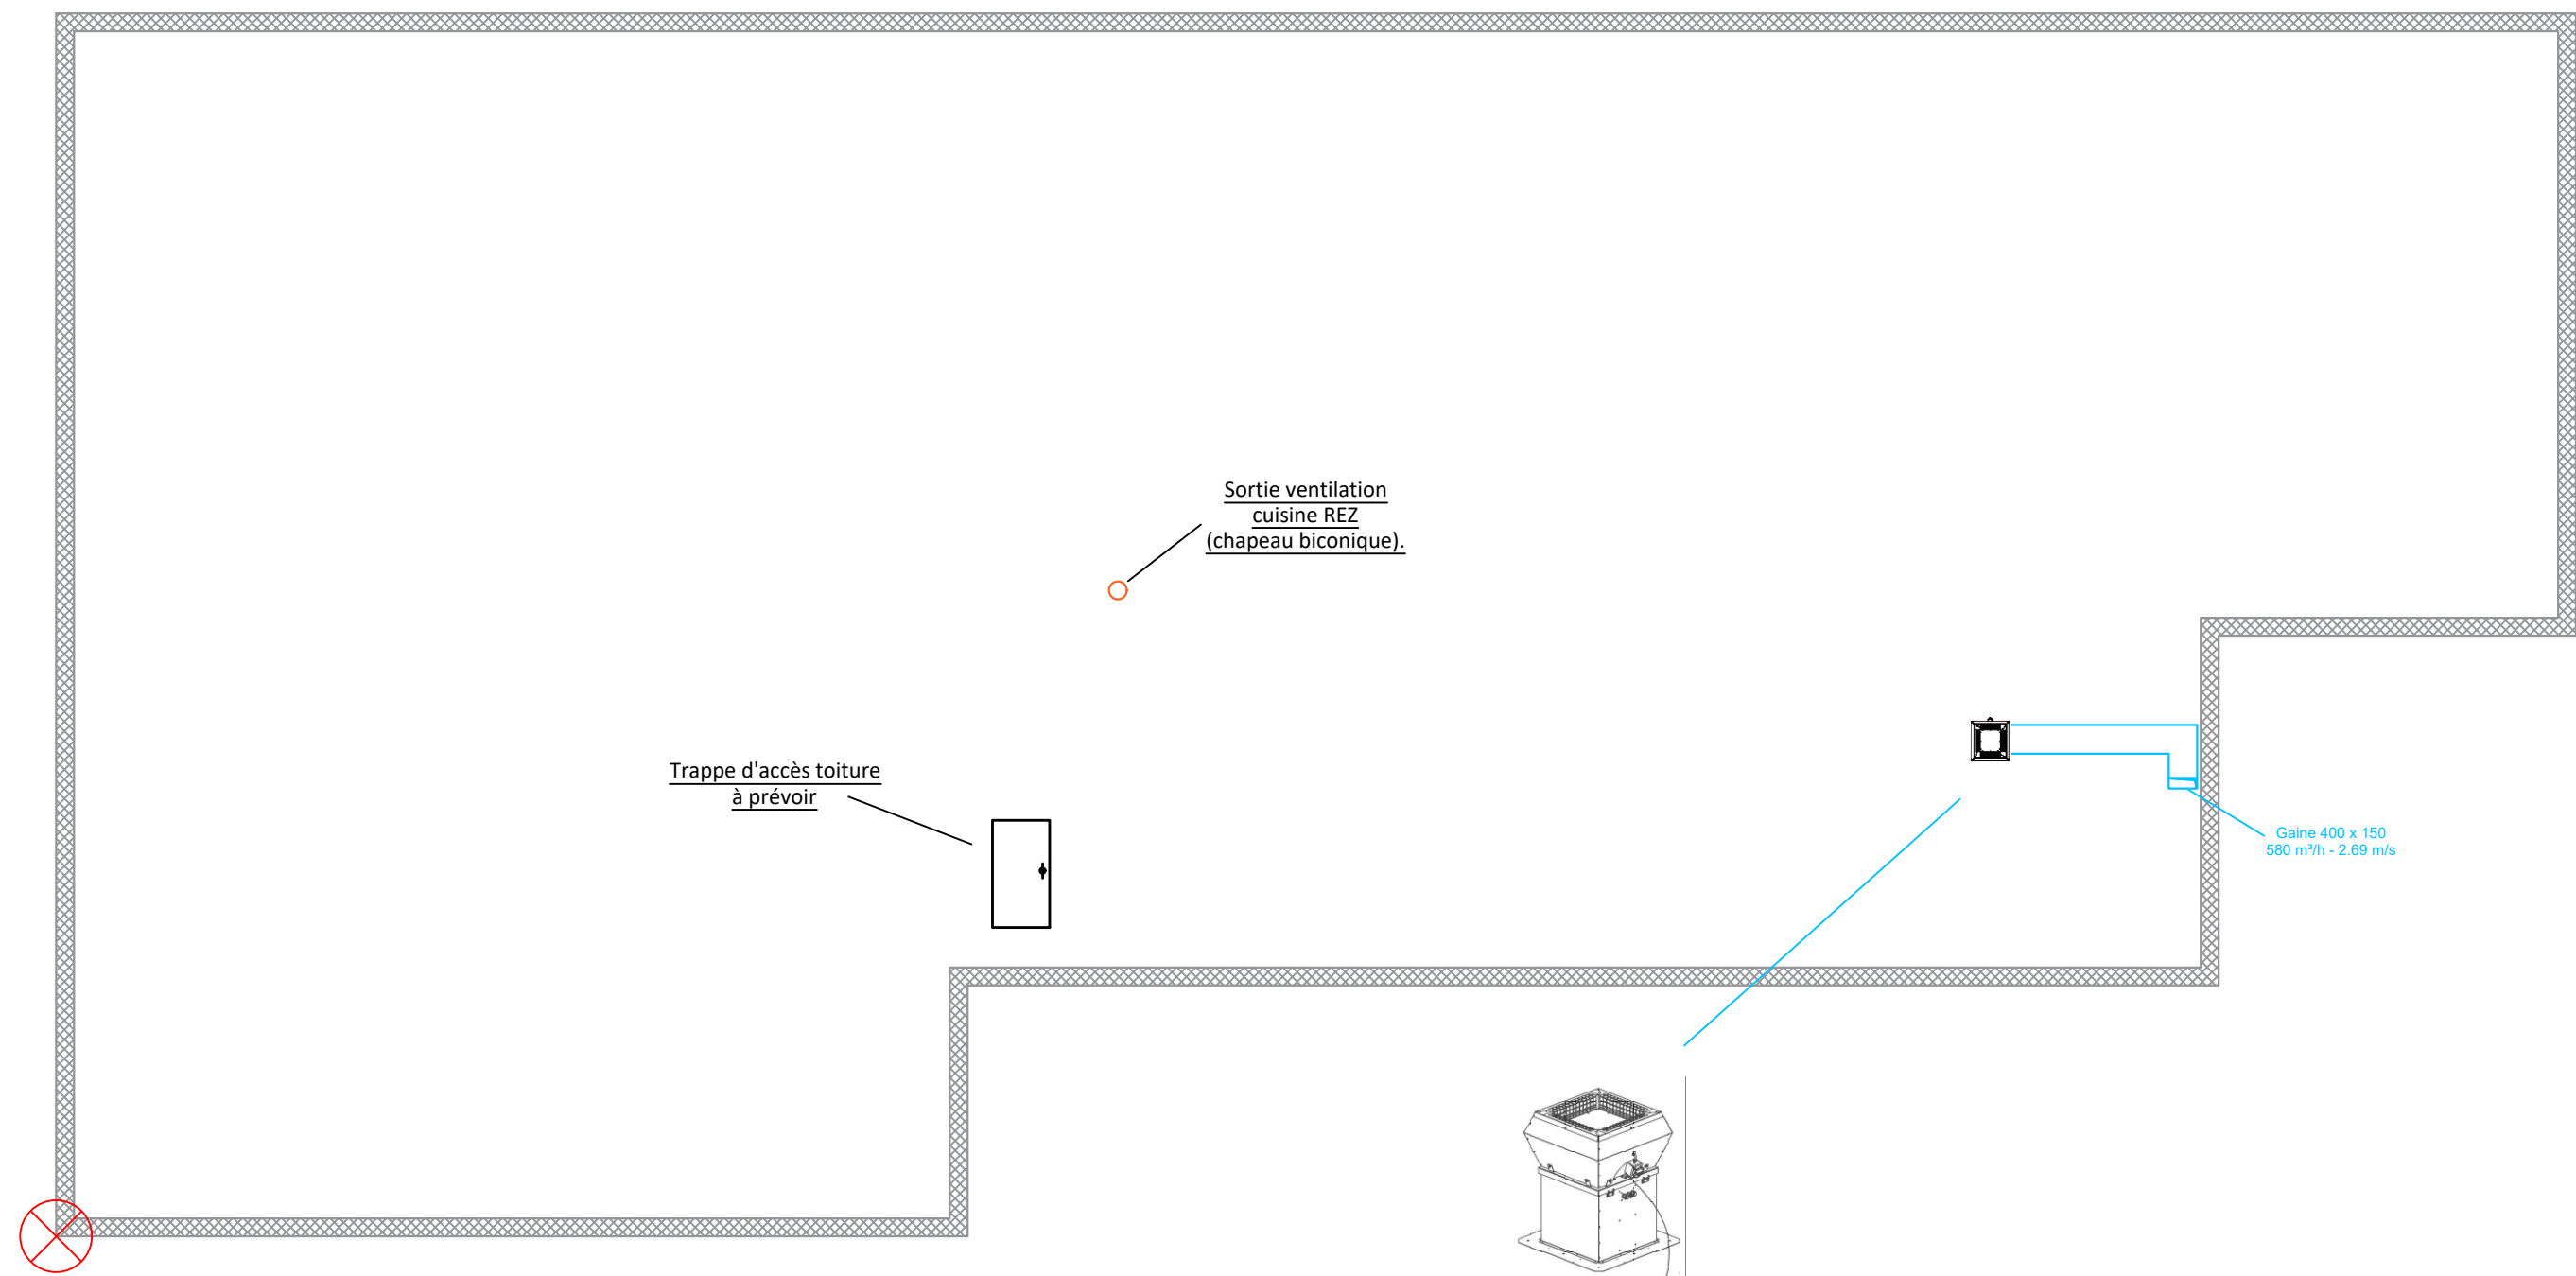 Sortie ventilation
cuisine REZ
(chapeau biconique).
Trappe d'accès toiture
à prévoir
Gaine 400 x 150
580 m³/h - 2.69 m/s